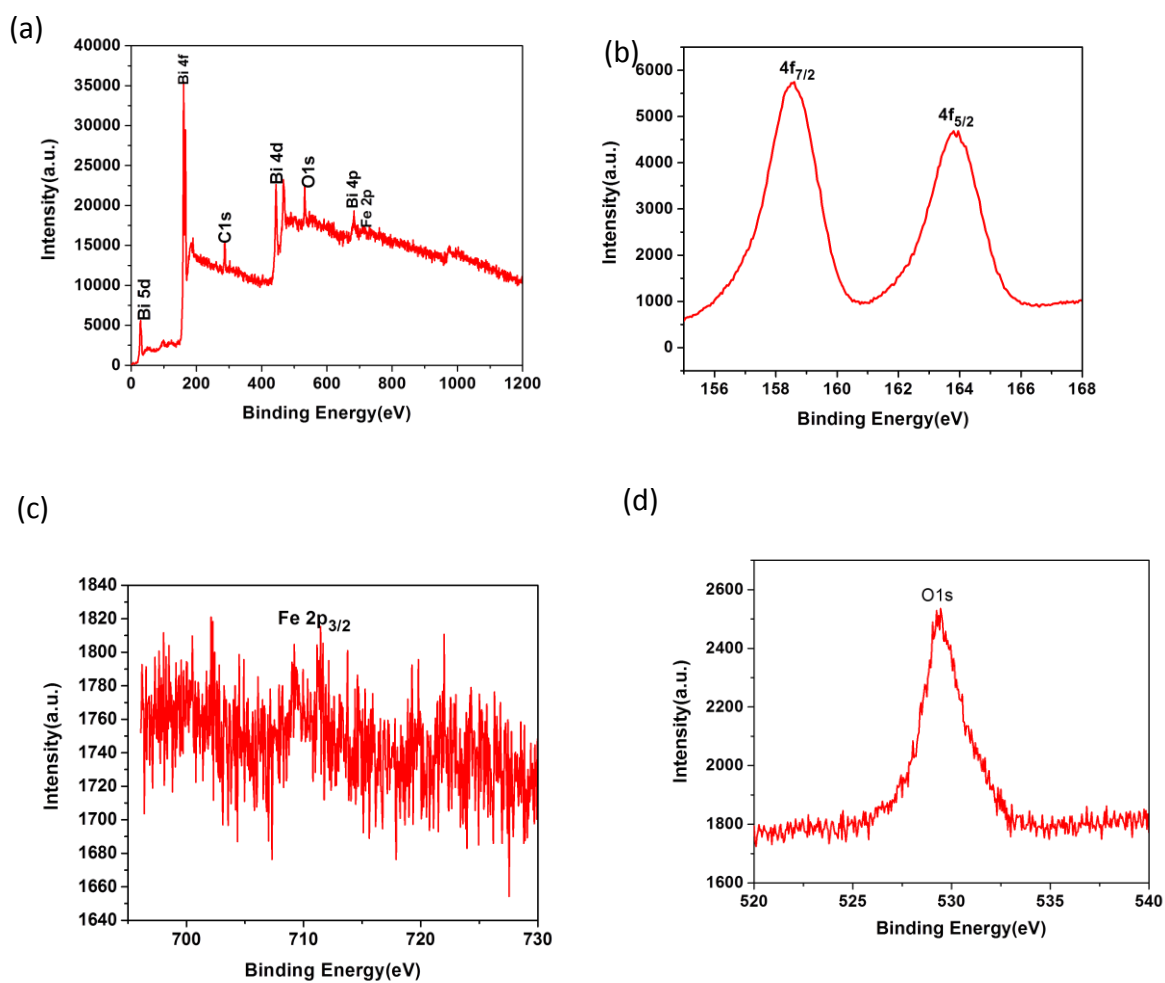 (a)
40000
35000
30000
25000
20000
15000
10000
5000
0
Intensity(a.u.)
Bi 5d
Bi 4f
C1s
Bi 4d
O1s
Bi 4p
Fe 2p
0 200 400 600 800 1000 1200
Binding Energy(eV)
(b)
6000
5000
4000
3000
2000
1000
0
Intensity(a.u.)
4f7/2
4f5/2
156 158 160 162 164 166 168
Binding Energy(eV)
(c)
1840
1820
1800
1780
1760
1740
1720
1700
1680
1660
1640
Intensity(a.u.)
Fe 2p3/2
700 710 720 730
Binding Energy(eV)
(d)
2600
2400
2200
2000
1800
1600
Intensity(a.u.)
O1s
520 525 530 535 540
Binding Energy(eV)